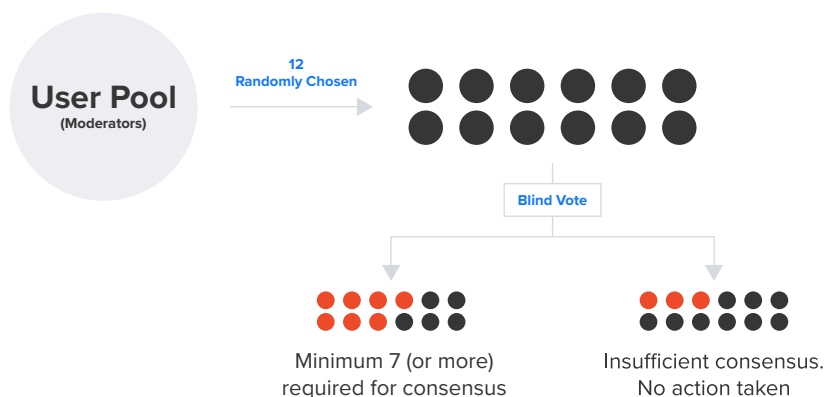 User Pool
(Moderators)
12
Randomly Chosen
Blind Vote
Minimum 7 (or more)
required for consensus
Insufficient consensus.
No action taken